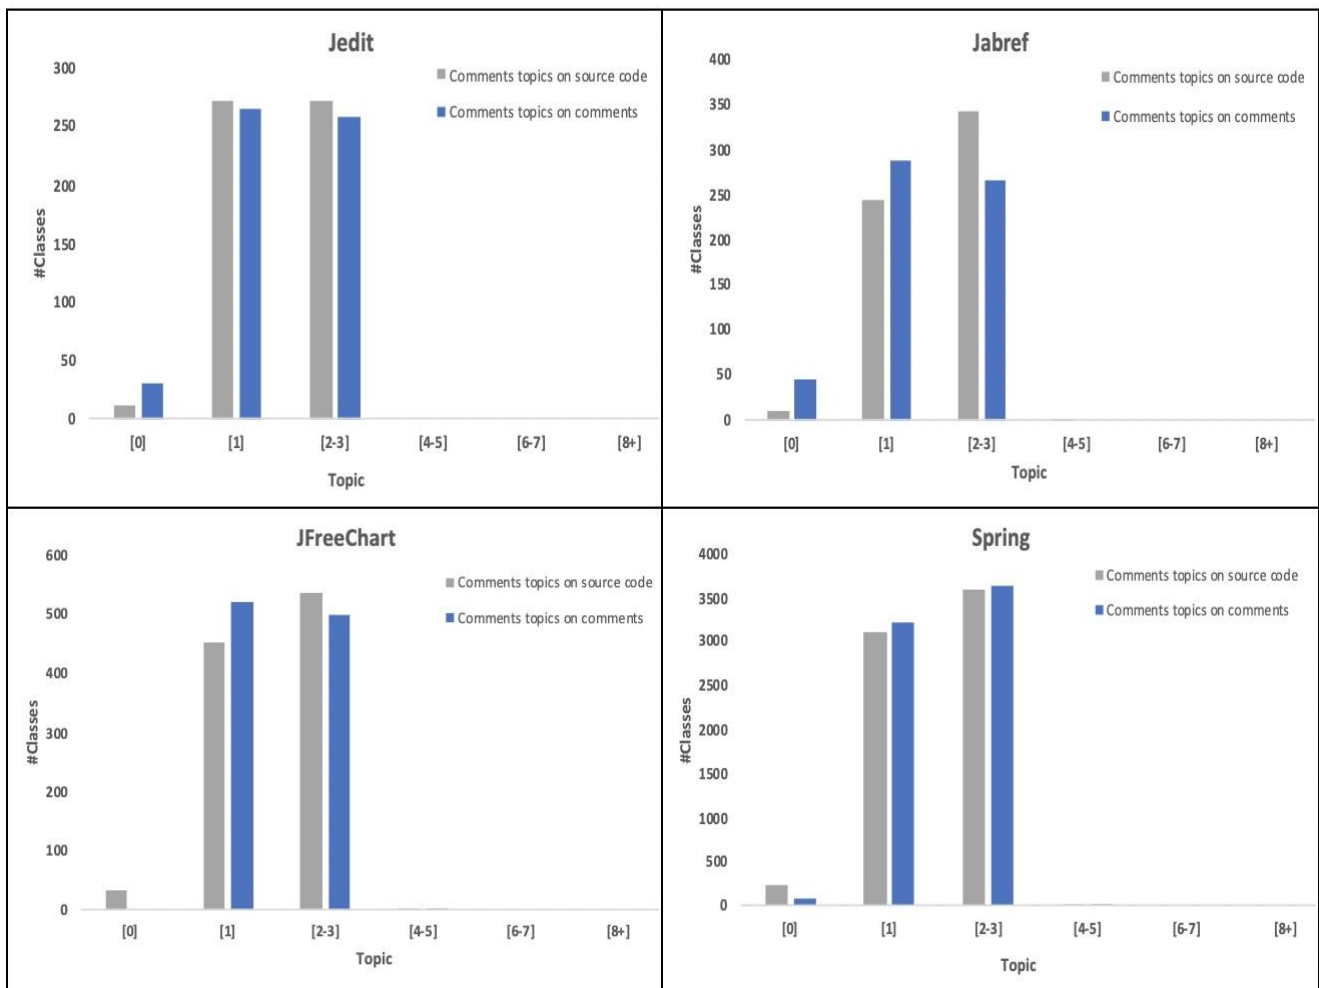 Jedit
Comments topics on source code
Comments topics on comments
300
250
200
150
100
50
0
#Classes
[0] [1] [2-3] [4-5] [6-7] [8+]
Topic
Jabref
Comments topics on source code
Comments topics on comments
400
350
300
250
200
150
100
50
0
#Classes
[0] [1] [2-3] [4-5] [6-7] [8+]
Topic
JFreeChart
Comments topics on source code
Comments topics on comments
600
500
400
300
200
100
0
#Classes
[0] [1] [2-3] [4-5] [6-7] [8+]
Topic
Spring
Comments topics on source code
Comments topics on comments
4000
3500
3000
2500
2000
1500
1000
500
0
#Classes
[0] [1] [2-3] [4-5] [6-7] [8+]
Topic